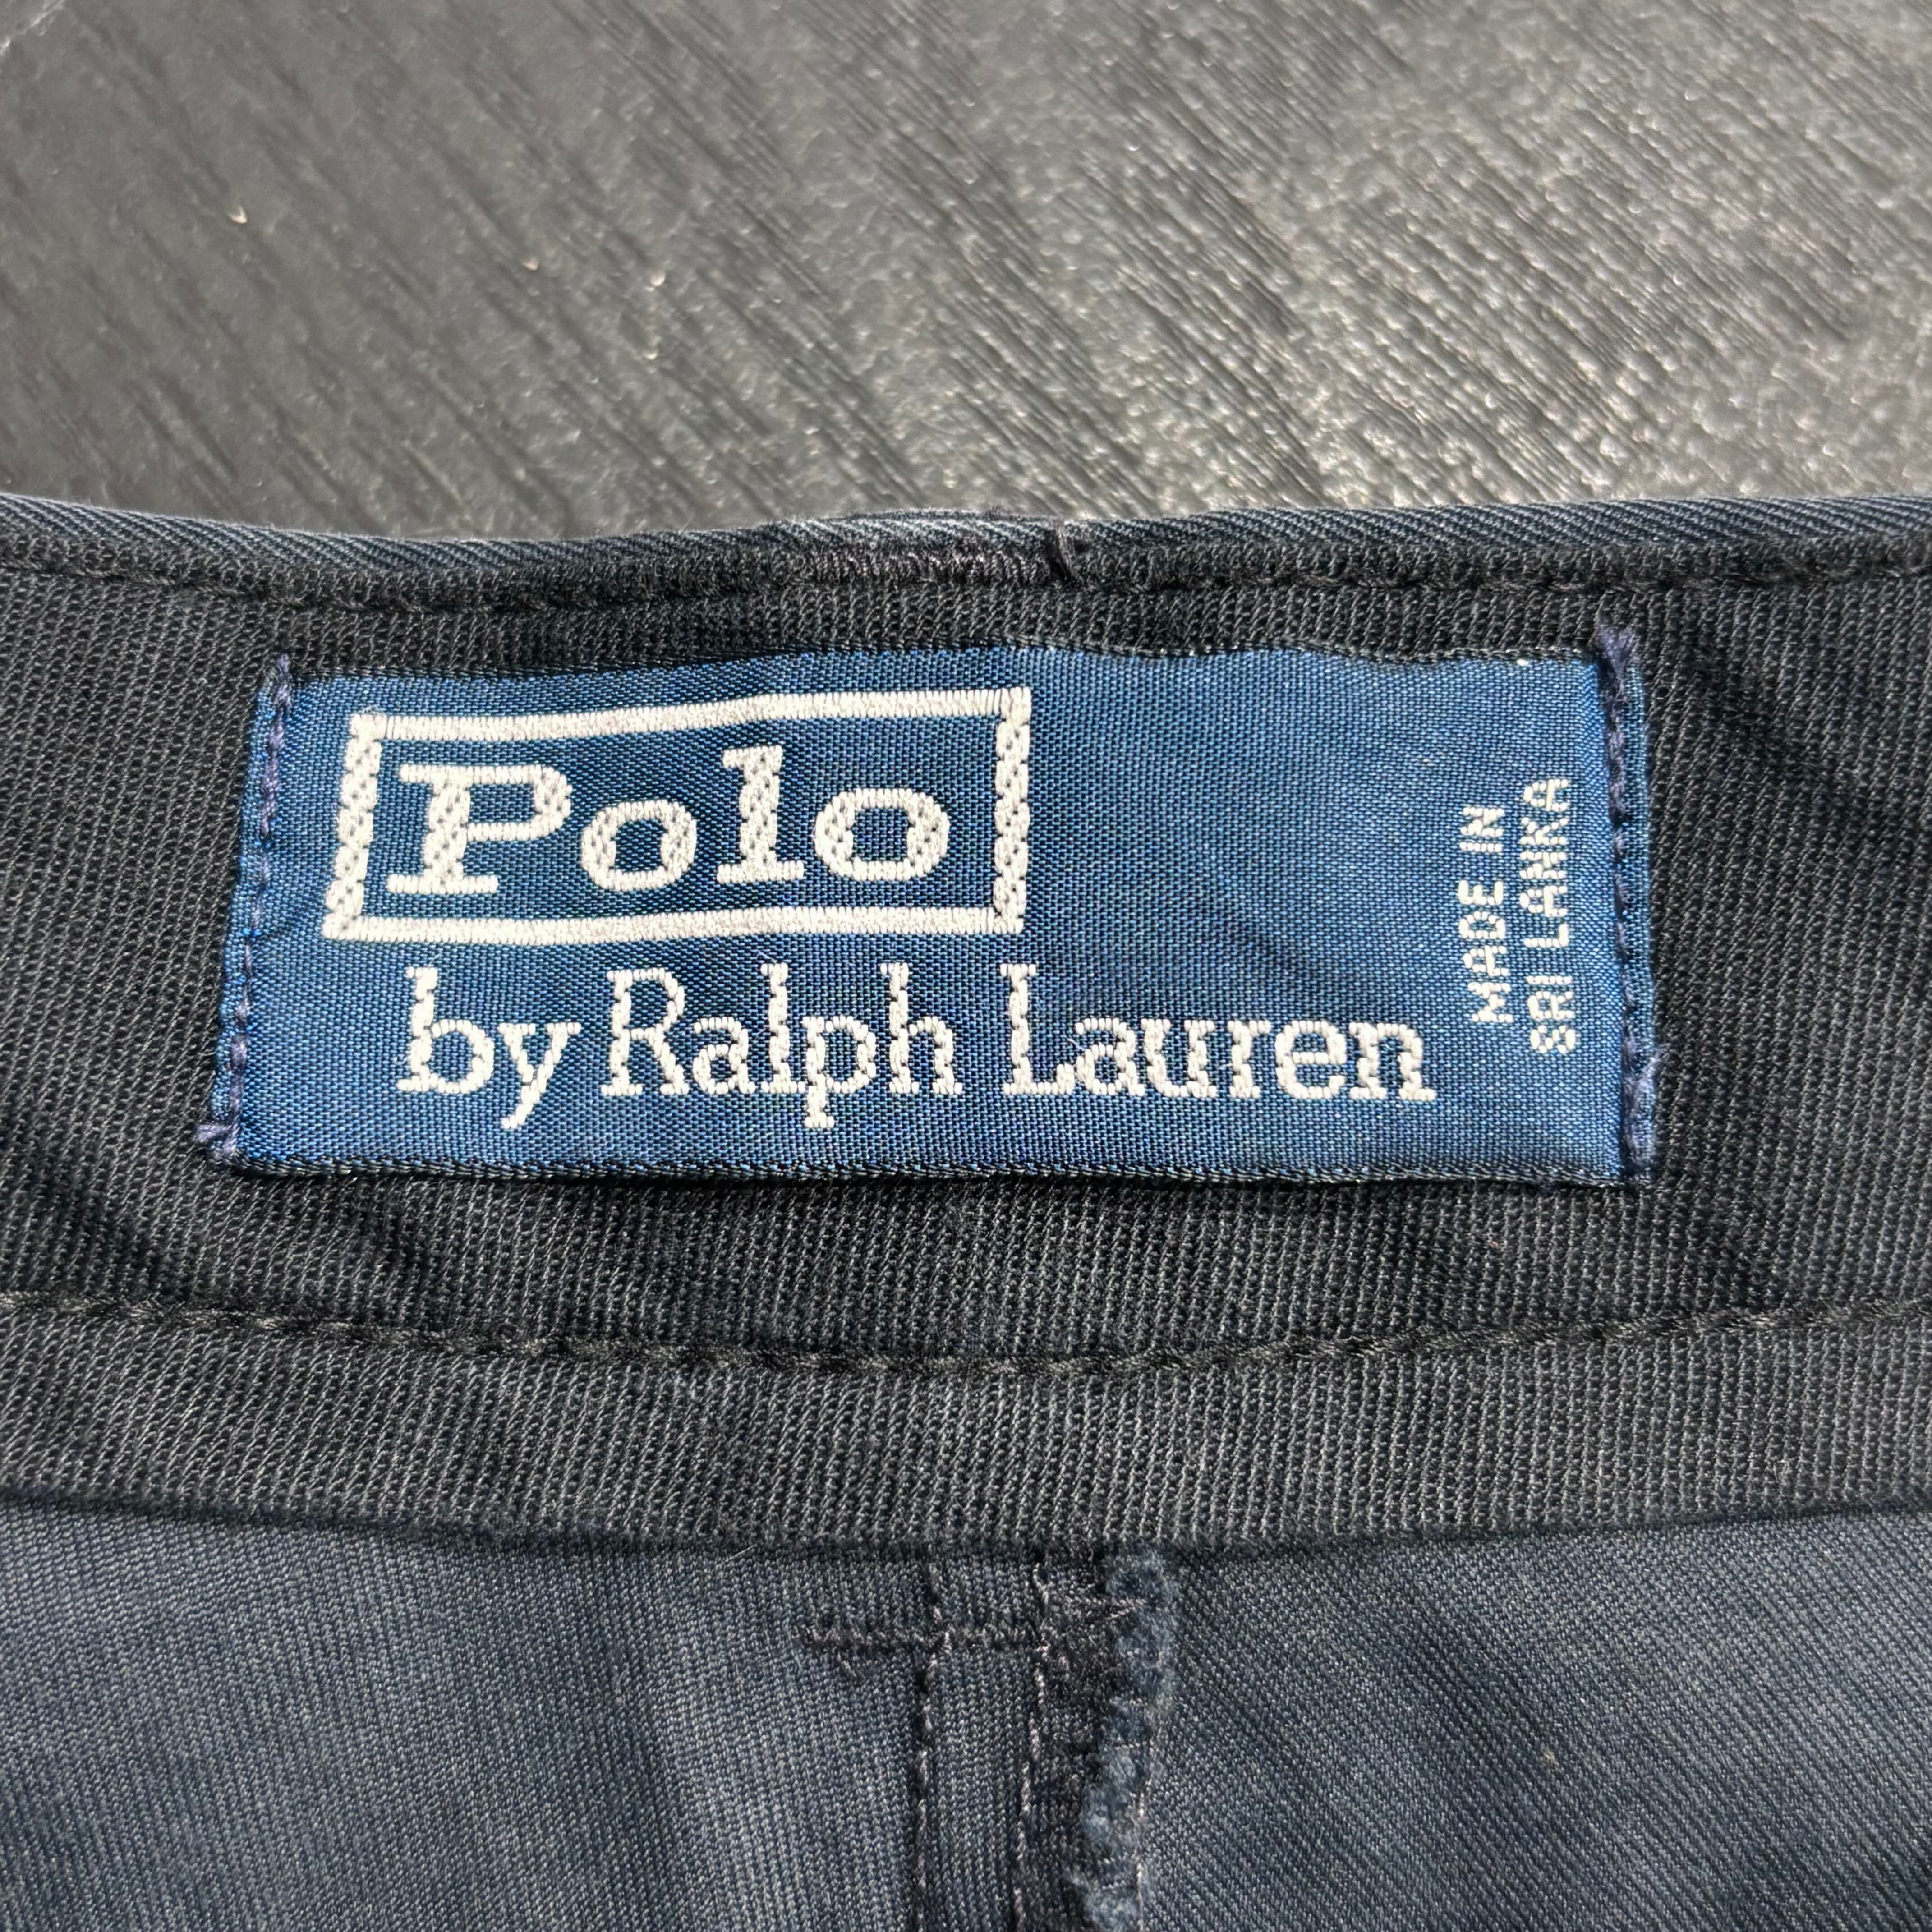 Polo
by Ralph Lauren
MADE IN
SRI LANKA